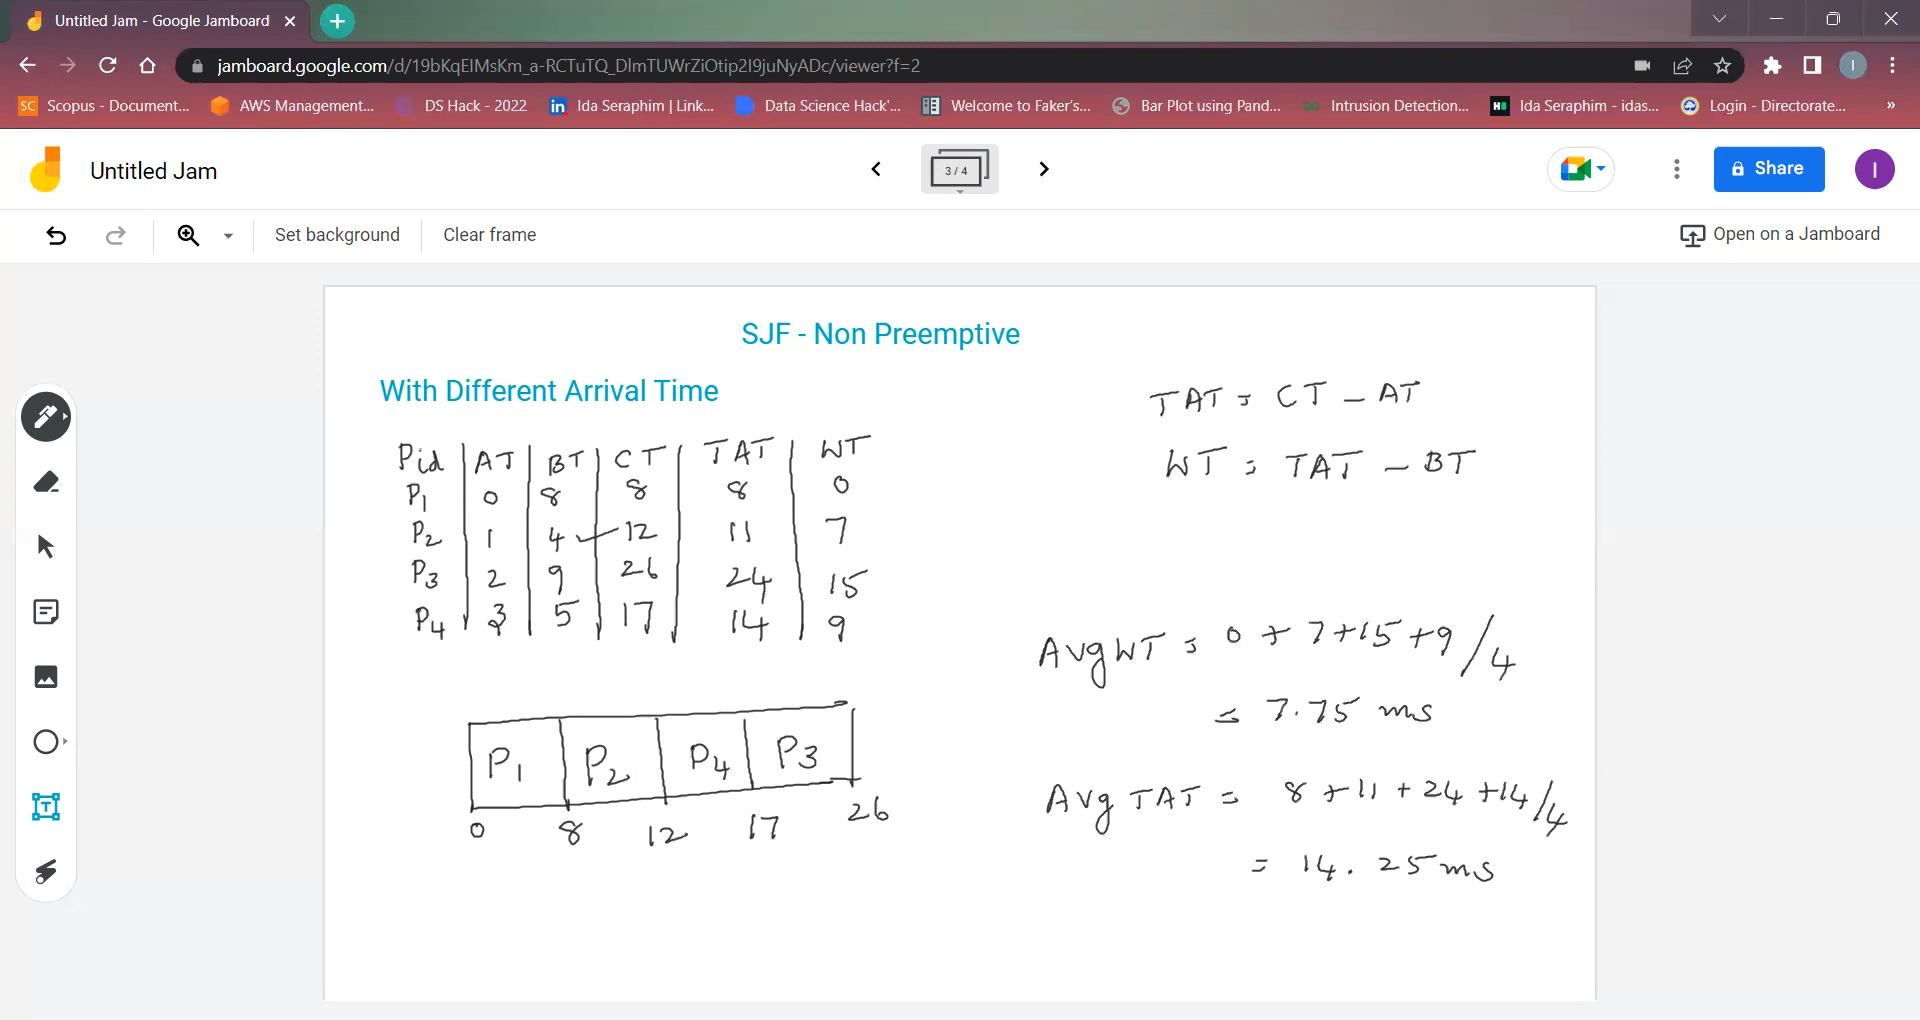 Untitled Jam - Google Jamboard
jamboard.google.com/d/19bKqEIMsKm_a-RCTuTQ_DlmTUWrZiOtip2I9juNyADc/viewer?f=2
Scopus - Document... AWS Management... DS Hack - 2022 Ida Seraphim | Link... Data Science Hack'... Welcome to Faker's... Bar Plot using Pand... Intrusion Detection... Ida Seraphim - idas... Login - Directorate... »
Untitled Jam 3 / 4 Share I
Set background Clear frame Open on a Jamboard
SJF - Non Preemptive
With Different Arrival Time
Pid AT BT CT TAT WT
P1 0 8 8 8 0
P2 1 4 12 11 7
P3 2 9 26 24 15
P4 3 5 17 14 9
P1 P2 P4 P3
0 8 12 17 26
TAT = CT - AT
WT = TAT - BT
Avg WT = 0 + 7 + 15 + 9 / 4
= 7.75 ms
Avg TAT = 8 + 11 + 24 + 14 / 4
= 14.25 ms